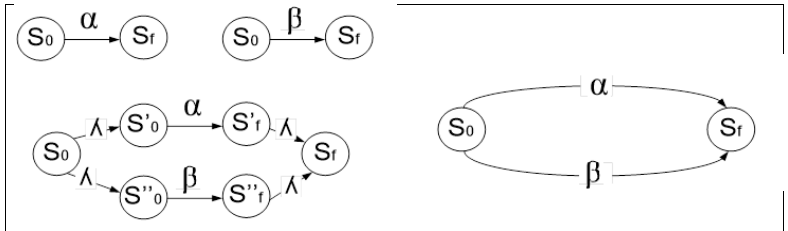 α β
S0 Sf S0 Sf
α
λ S'0 S'f λ
S0 Sf
λ β λ
S''0 S''f
α
S0 Sf
β